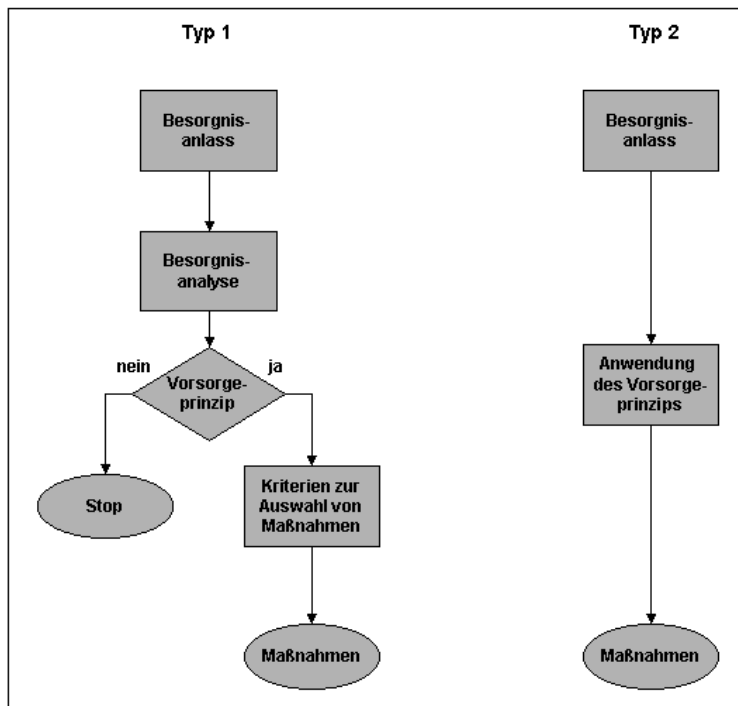 Typ 1
Besorgnis-
anlass
Besorgnis-
analyse
nein
ja
Vorsorge-
prinzip
Stop
Kriterien zur
Auswahl von
Maßnahmen
Maßnahmen
Typ 2
Besorgnis-
anlass
Anwendung
des Vorsorge-
prinzips
Maßnahmen